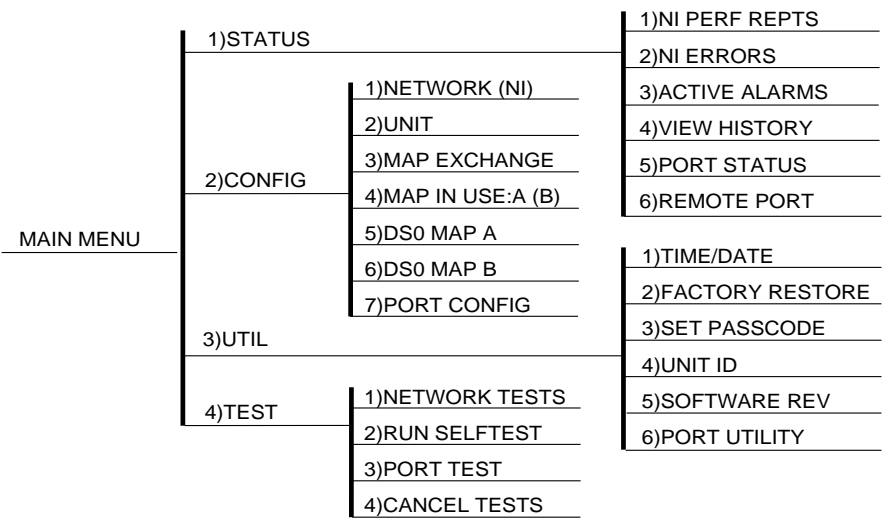 MAIN MENU
1)STATUS
1)NI PERF REPTS
2)NI ERRORS
3)ACTIVE ALARMS
4)VIEW HISTORY
5)PORT STATUS
6)REMOTE PORT
2)CONFIG
1)NETWORK (NI)
2)UNIT
3)MAP EXCHANGE
4)MAP IN USE:A (B)
5)DS0 MAP A
6)DS0 MAP B
7)PORT CONFIG
3)UTIL
1)TIME/DATE
2)FACTORY RESTORE
3)SET PASSCODE
4)UNIT ID
5)SOFTWARE REV
6)PORT UTILITY
4)TEST
1)NETWORK TESTS
2)RUN SELFTEST
3)PORT TEST
4)CANCEL TESTS